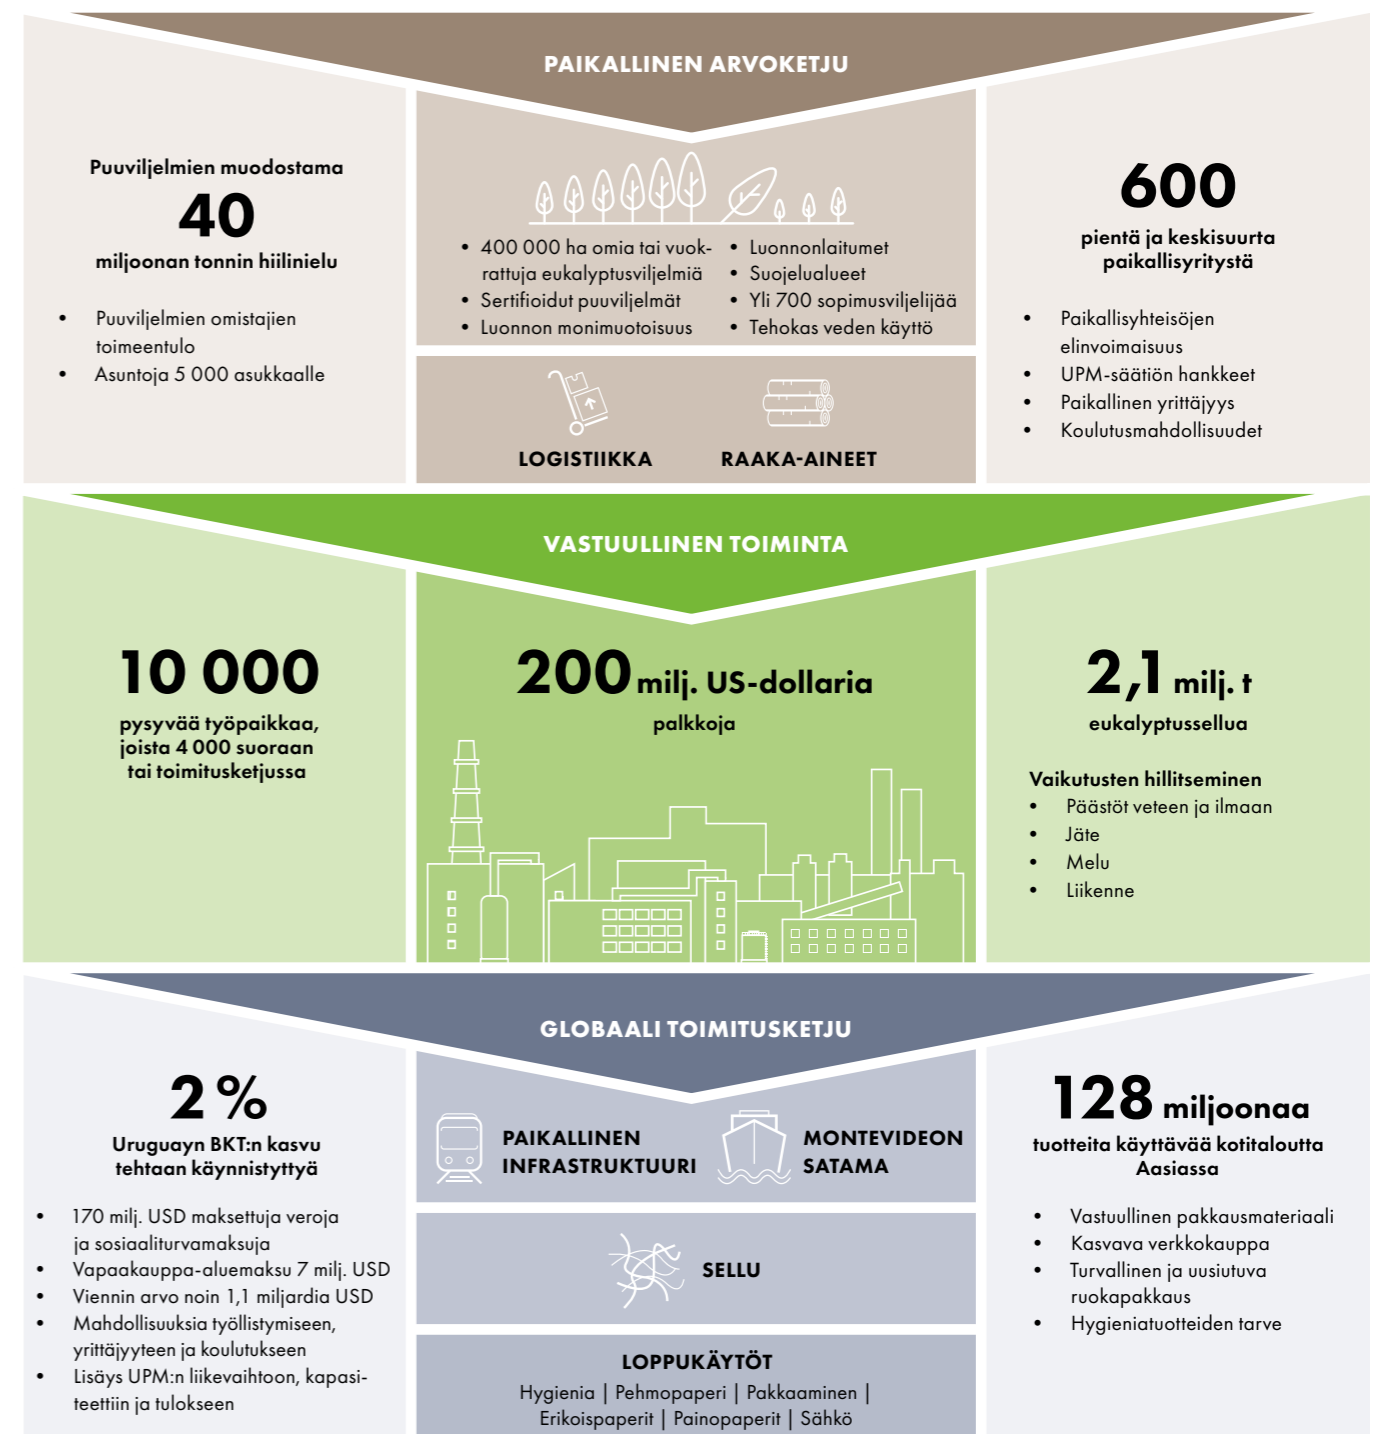 PAIKALLINEN ARVOKETJU
Puuviljelmien muodostama
40
miljoonan tonnin hiilinielu
• Puuviljelmien omistajien
toimeentulo
• Asuntoja 5 000 asukkaalle
• 400 000 ha omia tai vuok-
rattuja eukalyptusviljelmiä
• Sertifioidut puuviljelmät
• Luonnon monimuotoisuus
• Luonnonlaitumet
• Suojelualueet
• Yli 700 sopimusviljelijää
• Tehokas veden käyttö
LOGISTIIKKA
RAAKA-AINEET
600
pientä ja keskisuurta
paikallisyritystä
• Paikallisyhteisöjen
elinvoimaisuus
• UPM-säätiön hankkeet
• Paikallinen yrittäjyys
• Koulutusmahdollisuudet
VASTUULLINEN TOIMINTA
10 000
pysyvää työpaikkaa,
joista 4 000 suoraan
tai toimitusketjussa
200 milj. US-dollaria
palkkoja
2,1 milj. t
eukalyptussellua
Vaikutusten hillitseminen
• Päästöt veteen ja ilmaan
• Jäte
• Melu
• Liikenne
GLOBAALI TOIMITUSKETJU
2 %
Uruguayn BKT:n kasvu
tehtaan käynnistyttyä
• 170 milj. USD maksettuja veroja
ja sosiaaliturvamaksuja
• Vapaakauppa-aluemaksu 7 milj. USD
• Viennin arvo noin 1,1 miljardia USD
• Mahdollisuuksia työllistymiseen,
yrittäjyyteen ja koulutukseen
• Lisäys UPM:n liikevaihtoon, kapasi-
teettiin ja tulokseen
PAIKALLINEN
INFRASTRUKTUURI
MONTEVIDEON
SATAMA
SELLU
LOPPUKÄYTÖT
Hygienia | Pehmopaperi | Pakkaaminen |
Erikoispaperit | Painopaperit | Sähkö
128 miljoonaa
tuotteita käyttävää kotitaloutta
Aasiassa
• Vastuullinen pakkausmateriaali
• Kasvava verkkokauppa
• Turvallinen ja uusiutuva
ruokapakkaus
• Hygieniatuotteiden tarve